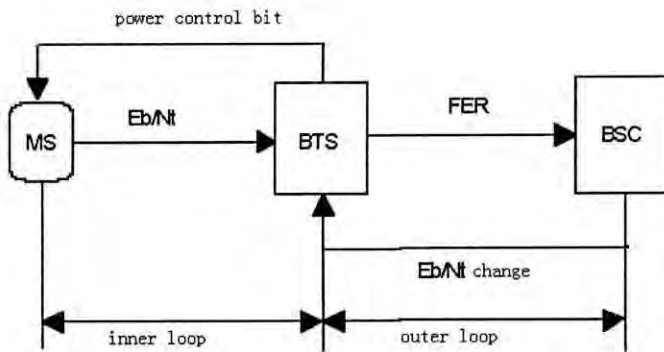 power control bit
Eb/Nt
FER
MS
BTS
BSC
Eb/Nt change
inner loop
outer loop